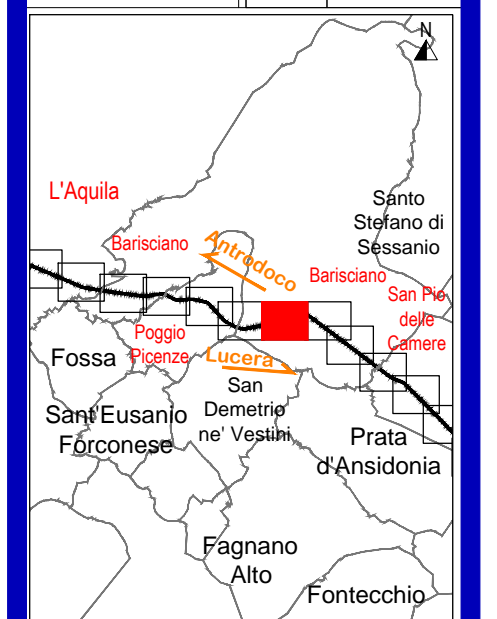 N
L'Aquila
Santo
Stefano di
Sessanio
Barisciano
Antrodoco
Barisciano
San Pio
delle
Camere
Poggio
Picenze
Fossa
Lucera
San
Demetrio
ne' Vestini
Sant'Eusanio
Forconese
Prata
d'Ansidonia
Fagnano
Alto
Fontecchio